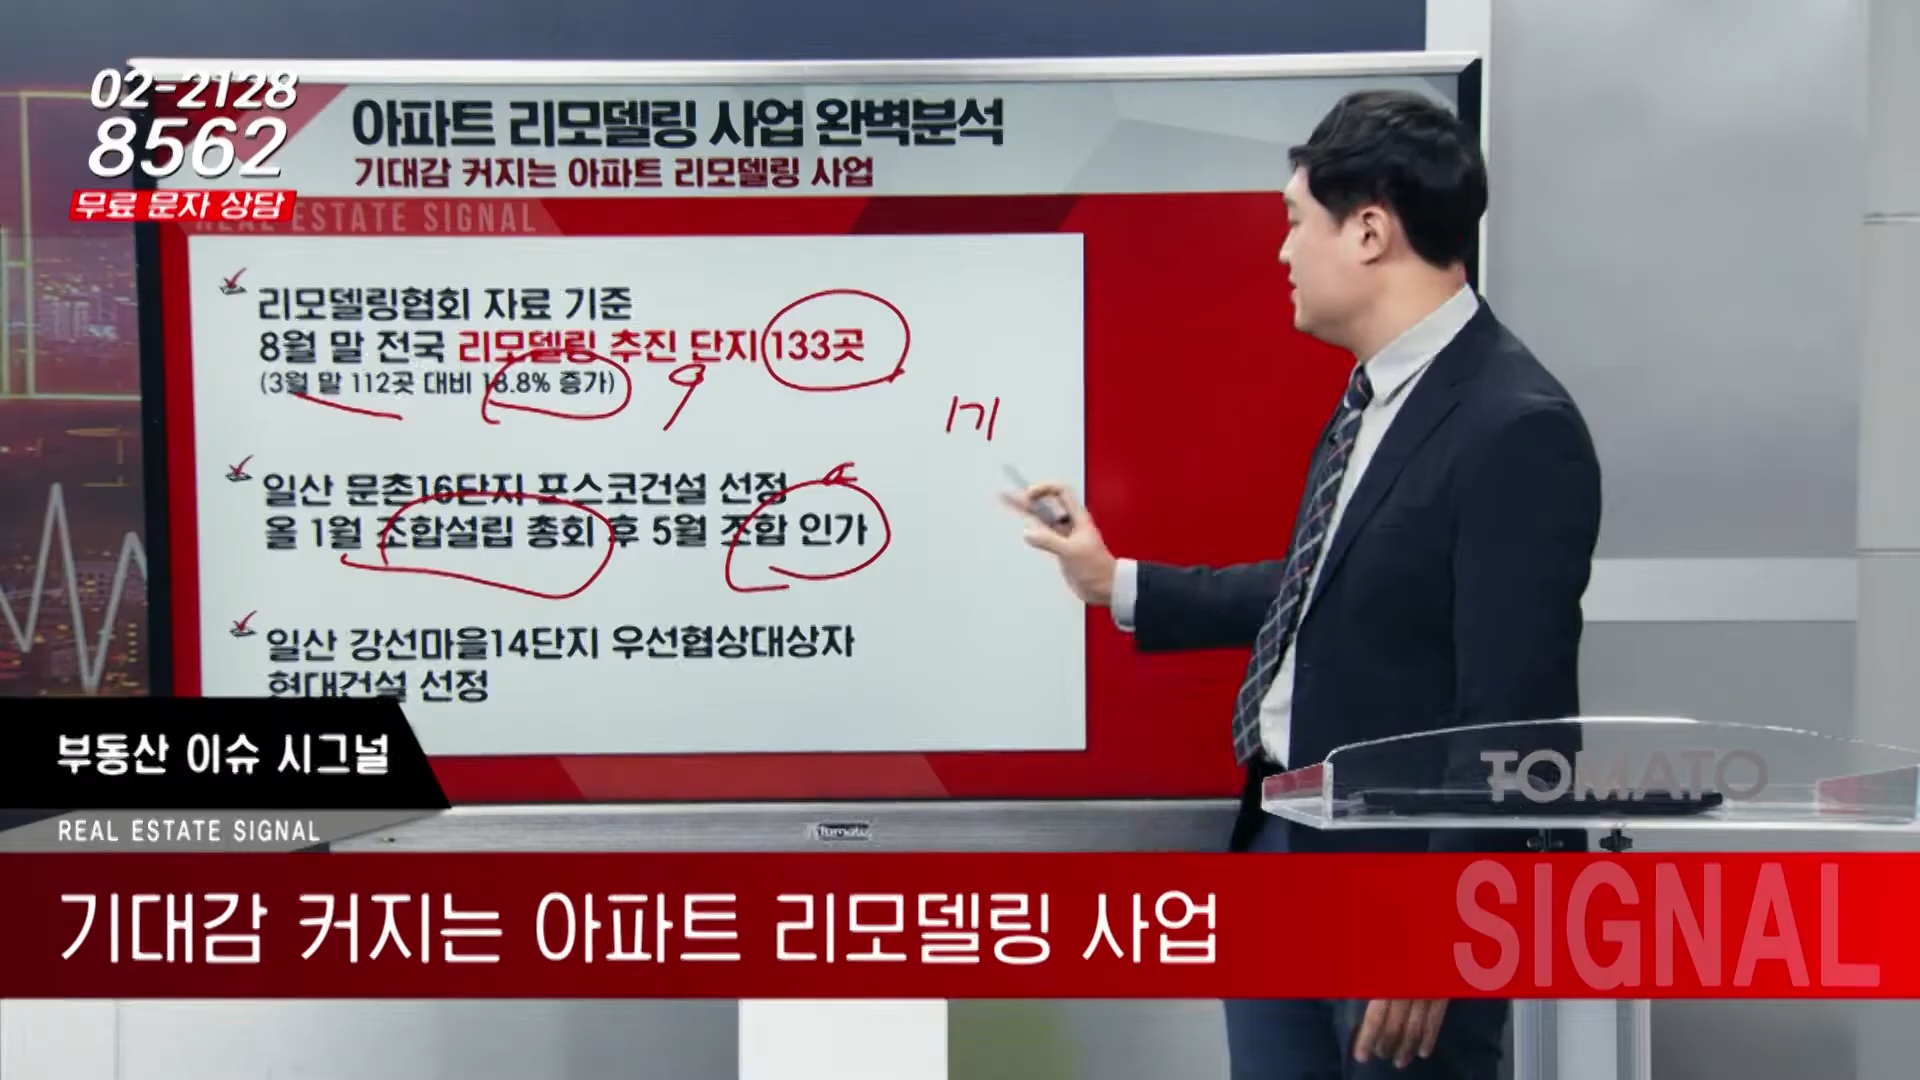 02-2128
8562
무료 문자 상담
아파트 리모델링 사업 완벽분석
기대감 커지는 아파트 리모델링 사업
REAL ESTATE SIGNAL
리모델링협회 자료 기준
8월 말 전국 리모델링 추진 단지 133곳
(3월 말 112곳 대비 18.8% 증가)
9
1기
일산 문촌16단지 포스코건설 선정
올 1월 조합설립 총회 후 5월 조합 인가
일산 강선마을14단지 우선협상대상자
현대건설 선정
부동산 이슈 시그널
REAL ESTATE SIGNAL
Tomato
TOMATO
기대감 커지는 아파트 리모델링 사업
SIGNAL